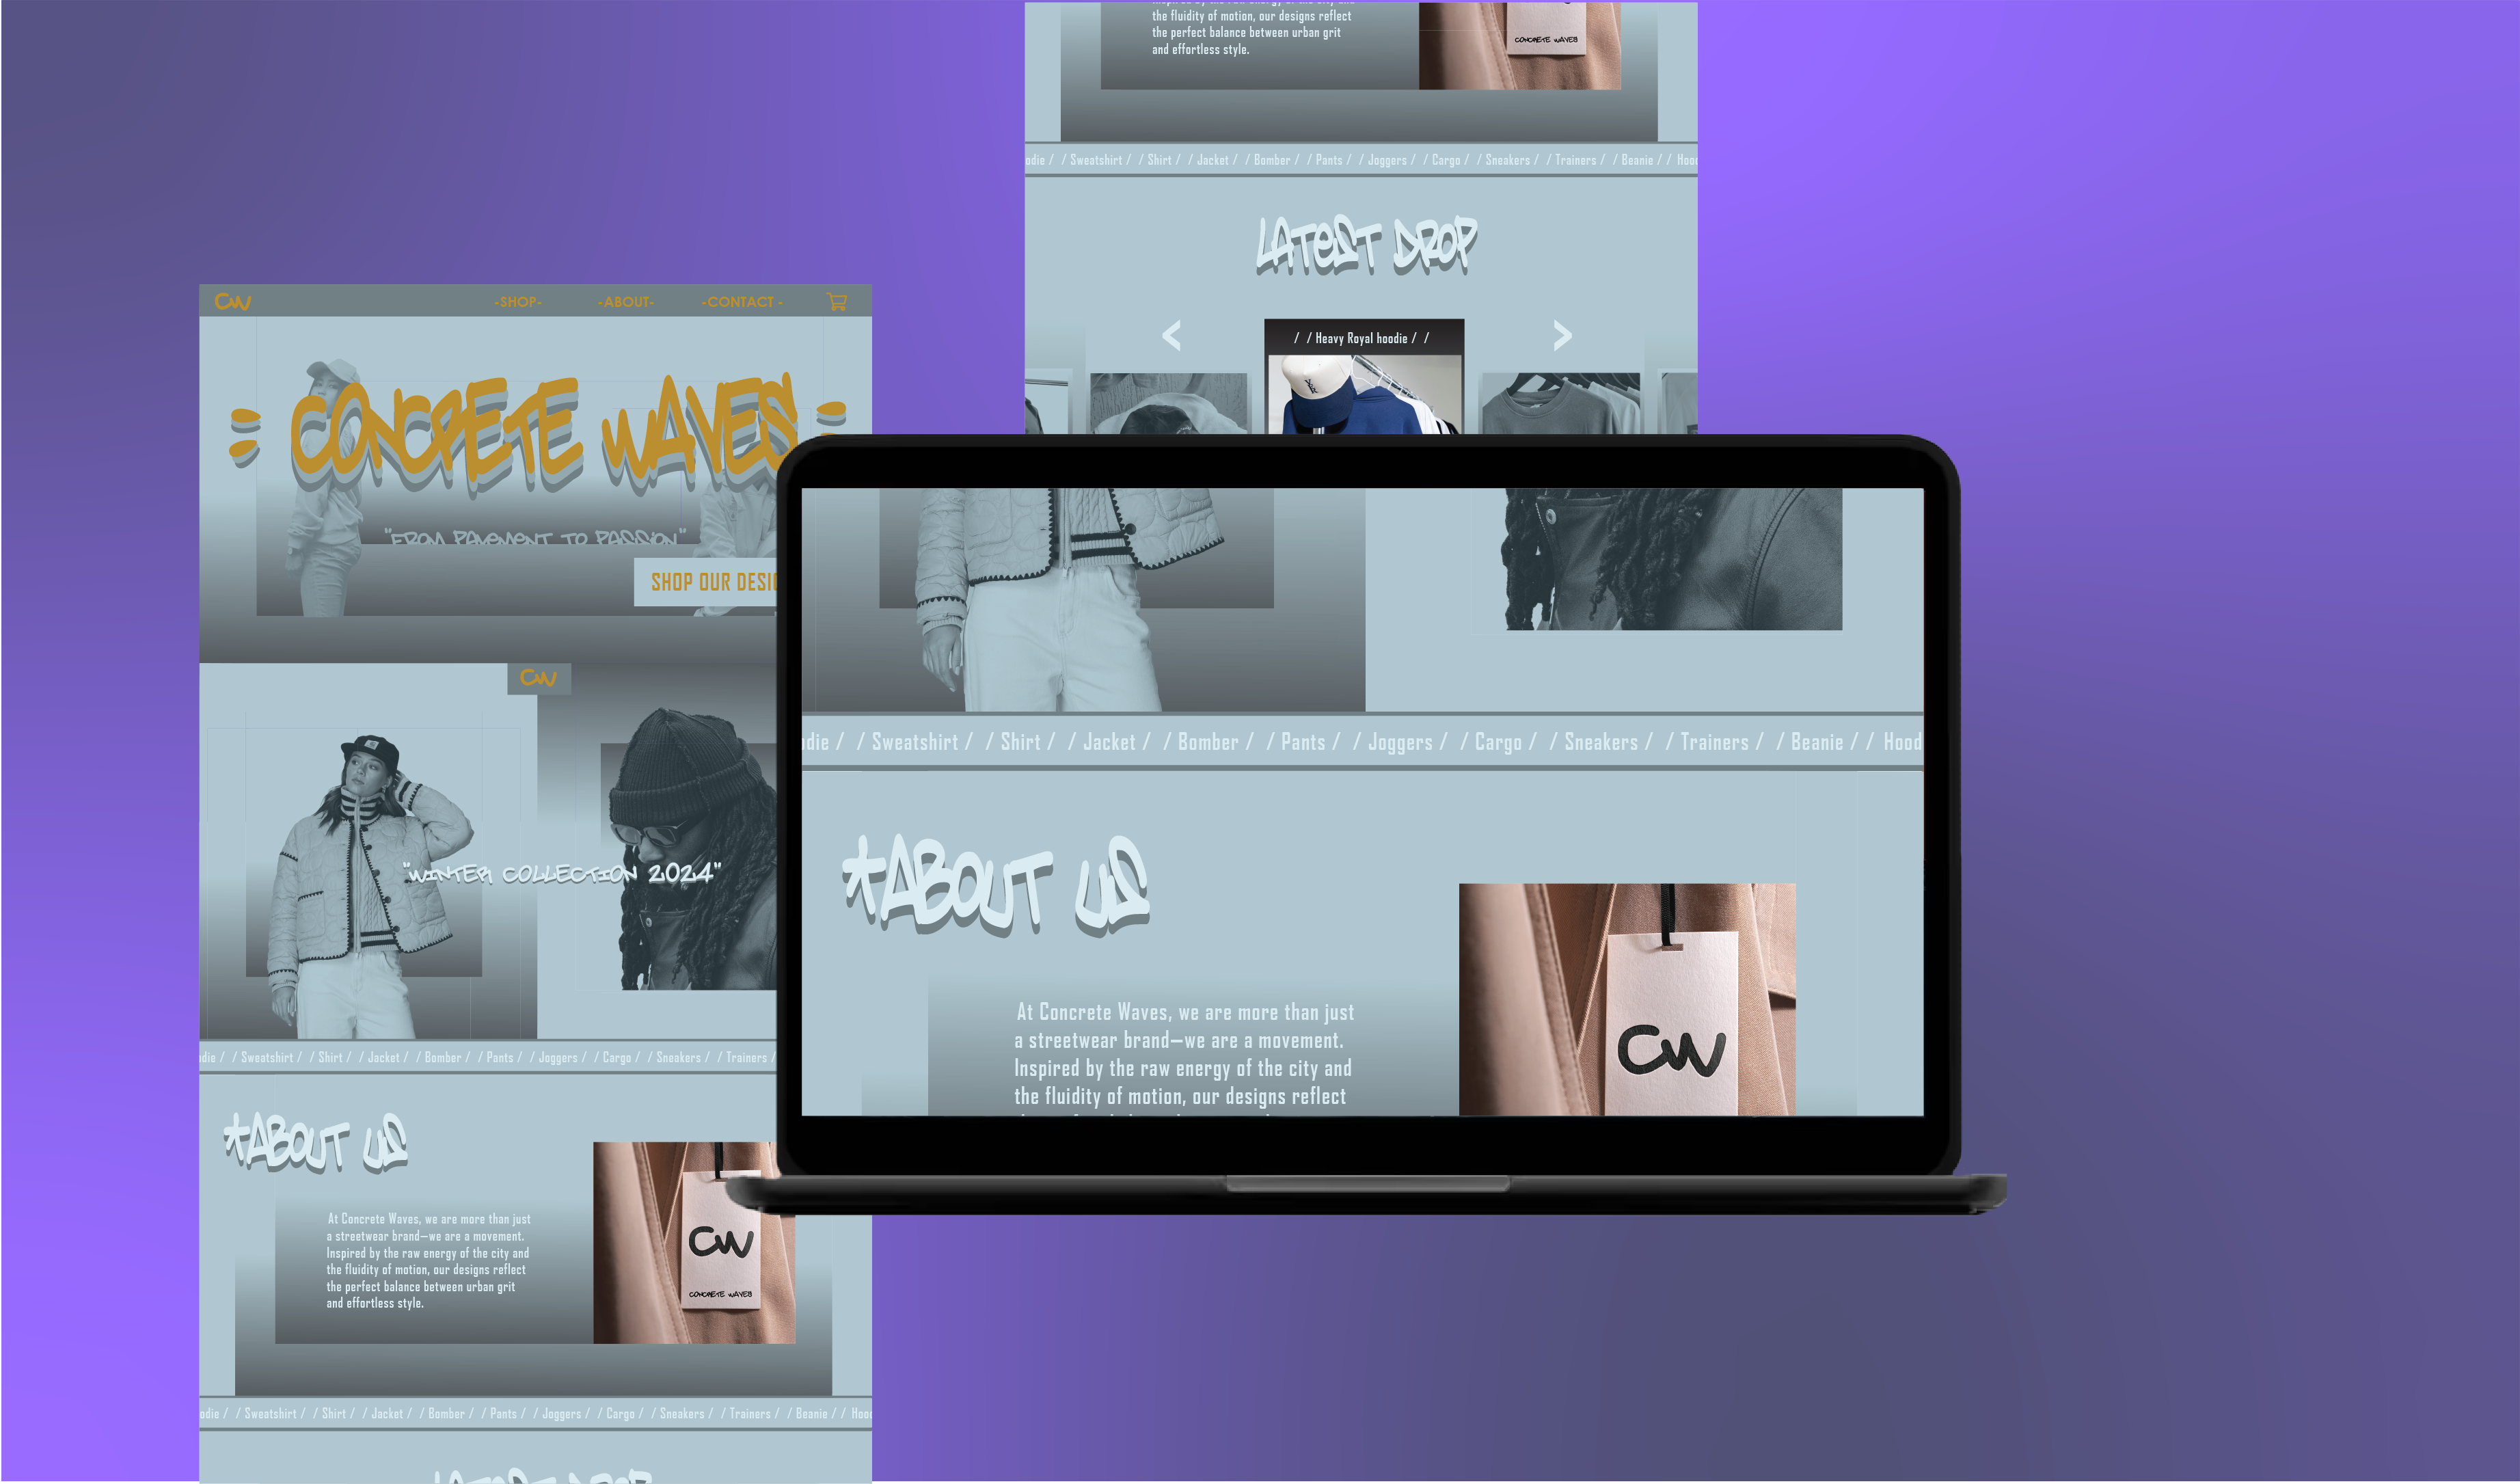 CW
-SHOP-
-ABOUT-
-CONTACT -
CONCRETE WAVES
"FROM PAVEMENT TO PASSION"
SHOP OUR
CW
"WINTER COLLECTION 2024"
/ / Sweatshirt / / Shirt / / Jacket / / Bomber / / Pants / / Joggers / / Cargo / / Sneakers / / Trainers /
*ABOUT US
At Concrete Waves, we are more than just
a streetwear brand—we are a movement.
Inspired by the raw energy of the city and
the fluidity of motion, our designs reflect
the perfect balance between urban grit
and effortless style.
CW
CONCRETE WAVES
odie / / Sweatshirt / / Shirt / / Jacket / / Bomber / / Pants / / Joggers / / Cargo / / Sneakers / / Trainers / / Beanie / / Hood
LATEST DROP
the fluidity of motion, our designs reflect
the perfect balance between urban grit
and effortless style.
CONCRETE WAVES
odie / / Sweatshirt / / Shirt / / Jacket / / Bomber / / Pants / / Joggers / / Cargo / / Sneakers / / Trainers / / Beanie / / Hood
LATEST DROP
< >
/ / Heavy Royal hoodie / /
odie / / Sweatshirt / / Shirt / / Jacket / / Bomber / / Pants / / Joggers / / Cargo / / Sneakers / / Trainers / / Beanie / / Hood
*ABOUT US
At Concrete Waves, we are more than just
a streetwear brand—we are a movement.
Inspired by the raw energy of the city and
the fluidity of motion, our designs reflect
CW